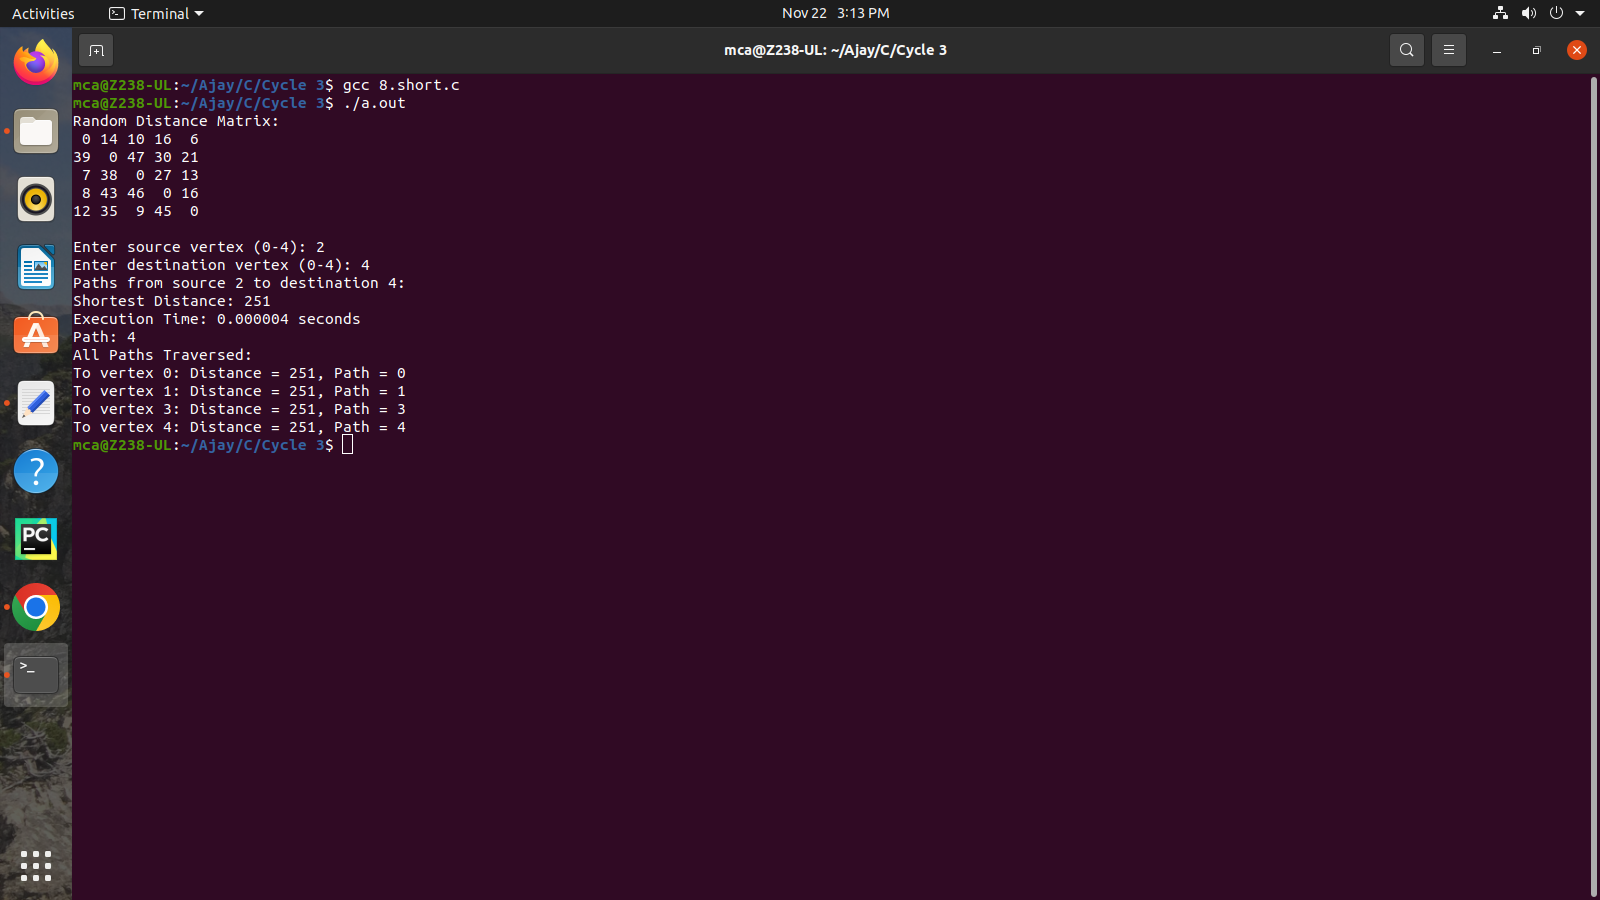 Activities Terminal Nov 22 3:13 PM
mca@Z238-UL: ~/Ajay/C/Cycle 3
mca@Z238-UL:~/Ajay/C/Cycle 3$ gcc 8.short.c
mca@Z238-UL:~/Ajay/C/Cycle 3$ ./a.out
Random Distance Matrix:
 0 14 10 16  6
39  0 47 30 21
 7 38  0 27 13
 8 43 46  0 16
12 35  9 45  0

Enter source vertex (0-4): 2
Enter destination vertex (0-4): 4
Paths from source 2 to destination 4:
Shortest Distance: 251
Execution Time: 0.000004 seconds
Path: 4
All Paths Traversed:
To vertex 0: Distance = 251, Path = 0
To vertex 1: Distance = 251, Path = 1
To vertex 3: Distance = 251, Path = 3
To vertex 4: Distance = 251, Path = 4
mca@Z238-UL:~/Ajay/C/Cycle 3$
PC